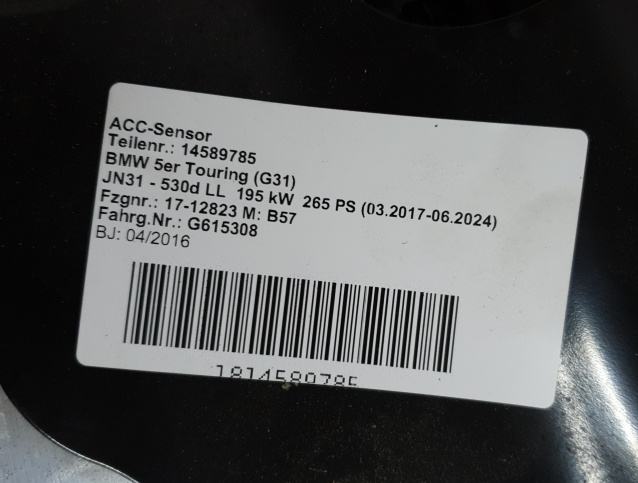 ACC-Sensor
Teilenr.: 14589785
BMW 5er Touring (G31)
JN31 - 530d LL 195 kW 265 PS (03.2017-06.2024)
Fzgnr.: 17-12823 M: B57
Fahrg.Nr.: G615308
BJ: 04/2016
1814589785